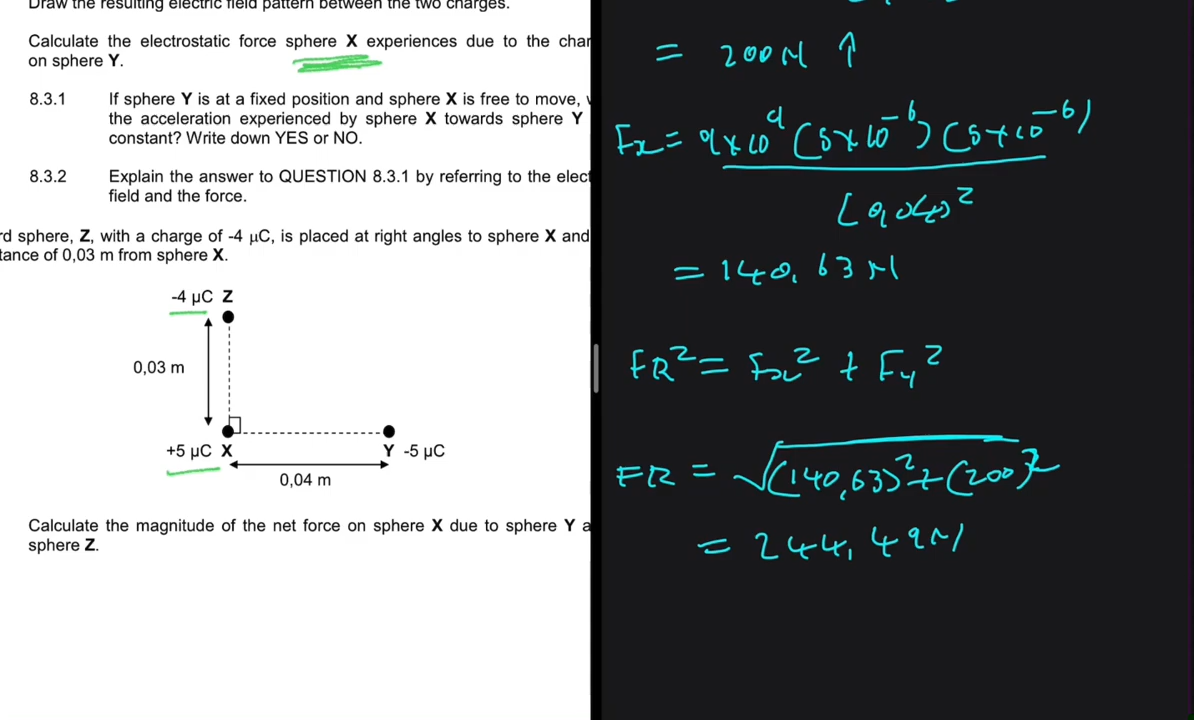 Draw the resulting electric field pattern between the two charges.
Calculate the electrostatic force sphere X experiences due to the char
on sphere Y.
8.3.1 If sphere Y is at a fixed position and sphere X is free to move,
the acceleration experienced by sphere X towards sphere Y
constant? Write down YES or NO.
8.3.2 Explain the answer to QUESTION 8.3.1 by referring to the elect
field and the force.
rd sphere, Z, with a charge of -4 µC, is placed at right angles to sphere X and
tance of 0,03 m from sphere X.
-4 µC Z
0,03 m
+5 µC X
Y -5 µC
0,04 m
Calculate the magnitude of the net force on sphere X due to sphere Y a
sphere Z.
= 200N ↑
Fx = 9×10⁹ (5×10⁻⁶) (5×10⁻⁶)
(0,04)²
= 140,63 N
FR² = Fx² + Fy²
FR = √(140,63)² + (200)²
= 244,49N